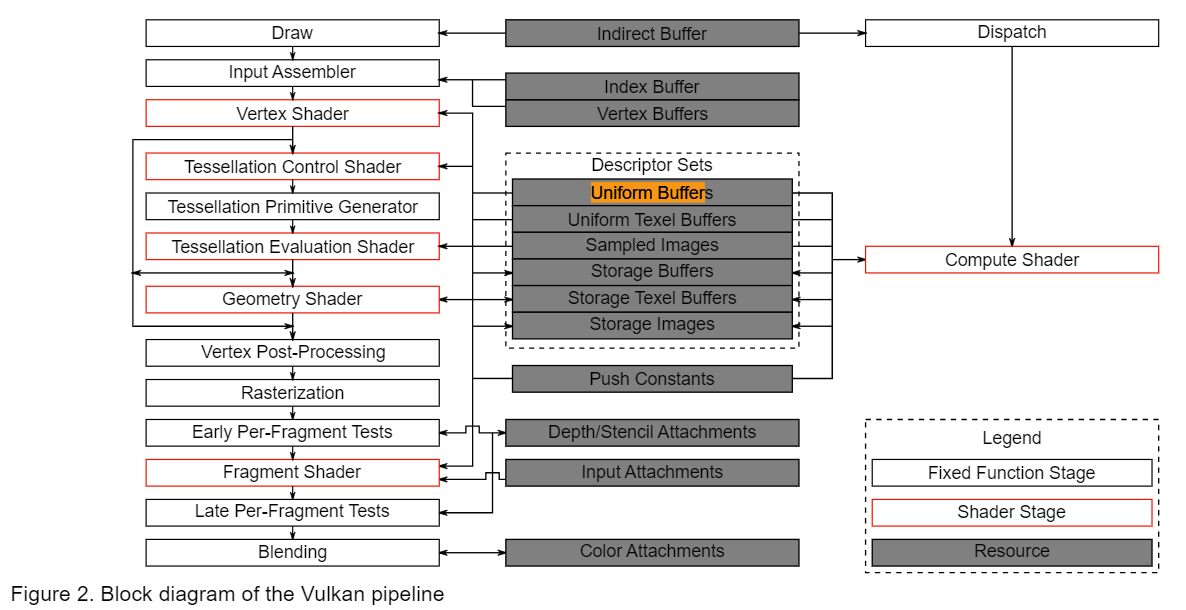 Draw
Indirect Buffer
Dispatch
Input Assembler
Index Buffer
Vertex Shader
Vertex Buffers
Descriptor Sets
Tessellation Control Shader
Uniform Buffers
Tessellation Primitive Generator
Uniform Texel Buffers
Tessellation Evaluation Shader
Sampled Images
Compute Shader
Storage Buffers
Geometry Shader
Storage Texel Buffers
Storage Images
Vertex Post-Processing
Push Constants
Rasterization
Early Per-Fragment Tests
Depth/Stencil Attachments
Legend
Fragment Shader
Input Attachments
Fixed Function Stage
Late Per-Fragment Tests
Shader Stage
Blending
Color Attachments
Resource
Figure 2. Block diagram of the Vulkan pipeline